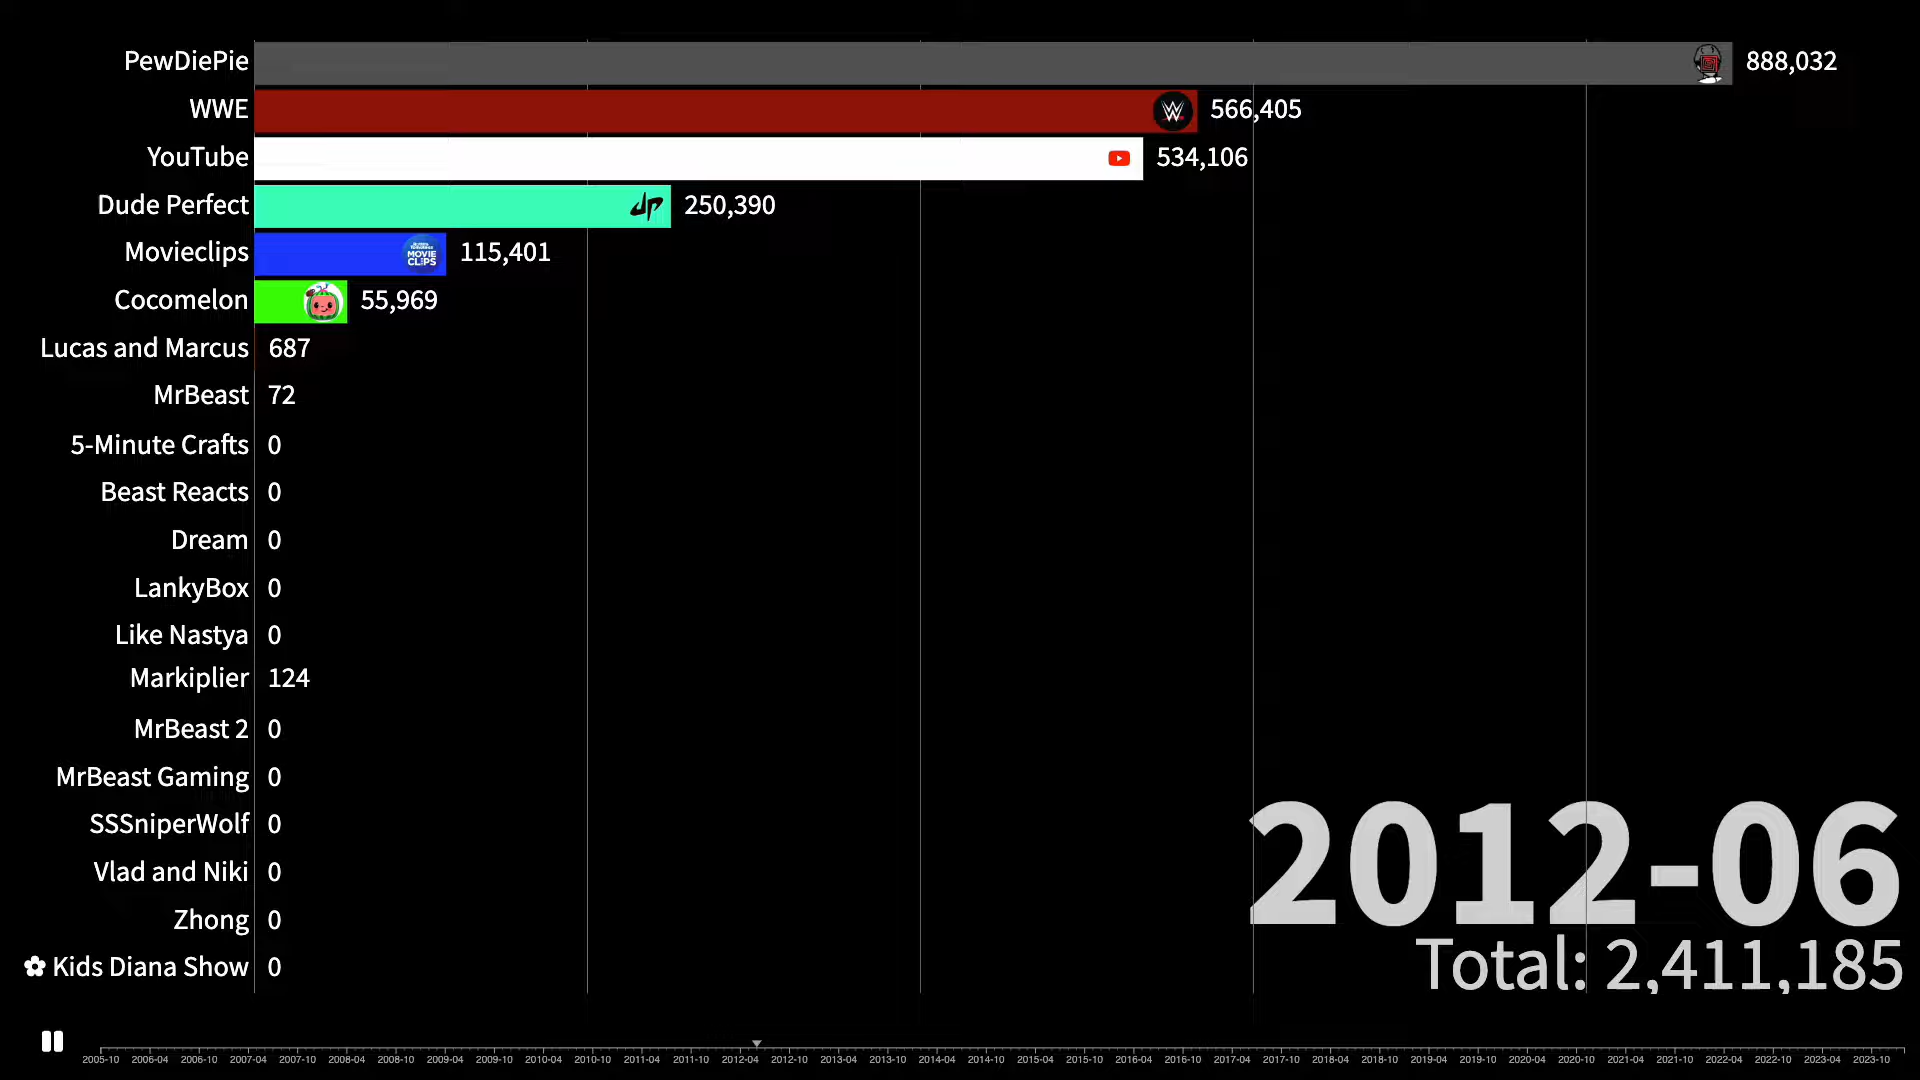 PewDiePie 888,032
WWE W 566,405
YouTube 534,106
Dude Perfect dp 250,390
Movieclips MOVIE CLIPS 115,401
Cocomelon 55,969
Lucas and Marcus 687
MrBeast 72
5-Minute Crafts 0
Beast Reacts 0
Dream 0
LankyBox 0
Like Nastya 0
Markiplier 124
MrBeast 2 0
MrBeast Gaming 0
SSSniperWolf 0
Vlad and Niki 0
Zhong 0
✿ Kids Diana Show 0
2012-06
Total: 2,411,185
2005-10 2006-04 2006-10 2007-04 2007-10 2008-04 2008-10 2009-04 2009-10 2010-04 2010-10 2011-04 2011-10 2012-04 2012-10 2013-04 2013-10 2014-04 2014-10 2015-04 2015-10 2016-04 2016-10 2017-04 2017-10 2018-04 2018-10 2019-04 2019-10 2020-04 2020-10 2021-04 2021-10 2022-04 2022-10 2023-04 2023-10